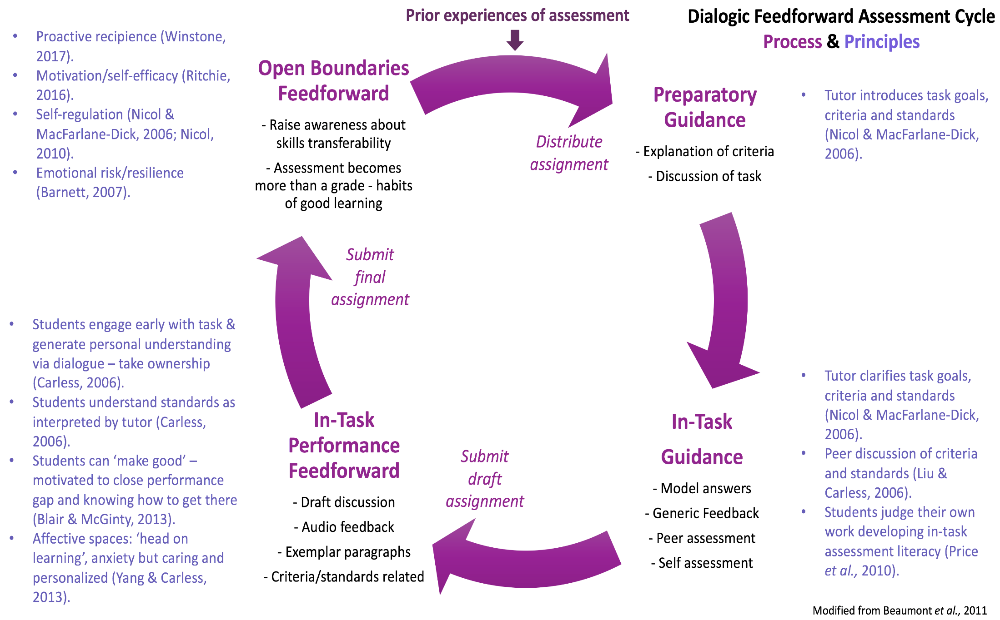 Prior experiences of assessment
Dialogic Feedforward Assessment Cycle
Process & Principles
• Proactive recipience (Winstone,
2017).
• Motivation/self-efficacy (Ritchie,
2016).
• Self-regulation (Nicol &
MacFarlane-Dick, 2006; Nicol,
2010).
• Emotional risk/resilience
(Barnett, 2007).
Open Boundaries
Feedforward
- Raise awareness about
skills transferability
- Assessment becomes
more than a grade - habits
of good learning
Distribute
assignment
Preparatory
Guidance
- Explanation of criteria
- Discussion of task
• Tutor introduces task goals,
criteria and standards
(Nicol & MacFarlane-Dick,
2006).
Submit
final
assignment
• Students engage early with task &
generate personal understanding
via dialogue – take ownership
(Carless, 2006).
• Students understand standards as
interpreted by tutor (Carless,
2006).
• Students can ‘make good’ –
motivated to close performance
gap and knowing how to get there
(Blair & McGinty, 2013).
• Affective spaces: ‘head on
learning’, anxiety but caring and
personalized (Yang & Carless,
2013).
In-Task
Performance
Feedforward
- Draft discussion
- Audio feedback
- Exemplar paragraphs
- Criteria/standards related
Submit
draft
assignment
In-Task
Guidance
- Model answers
- Generic Feedback
- Peer assessment
- Self assessment
• Tutor clarifies task goals,
criteria and standards
(Nicol & MacFarlane-Dick,
2006).
• Peer discussion of criteria
and standards (Liu &
Carless, 2006).
• Students judge their own
work developing in-task
assessment literacy (Price
et al., 2010).
Modified from Beaumont et al., 2011